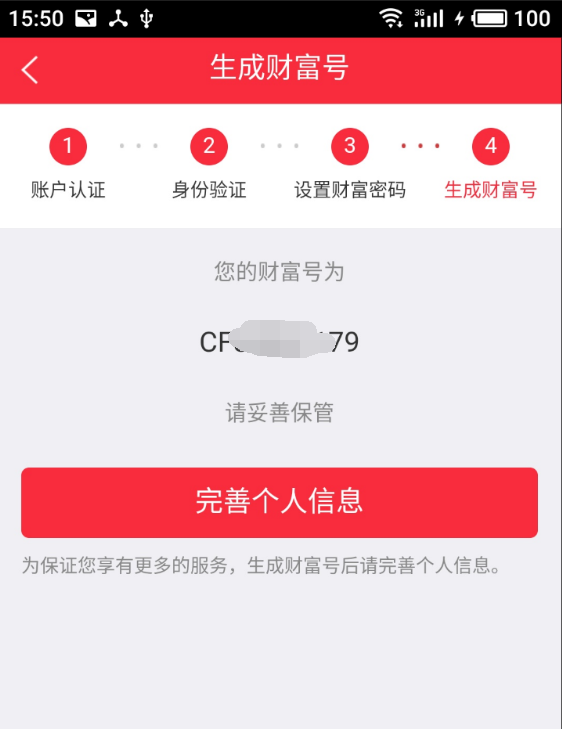 15:50 3G 100
生成财富号
1 2 3 4
账户认证 身份验证 设置财富密码 生成财富号
您的财富号为
CF 179
请妥善保管
完善个人信息
为保证您享有更多的服务，生成财富号后请完善个人信息。